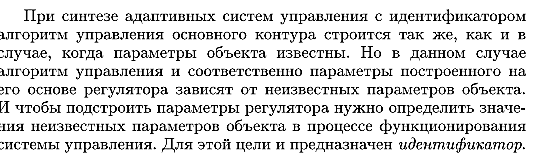 При синтезе адаптивных систем управления с идентификатором
алгоритм управления основного контура строится так же, как и в
случае, когда параметры объекта известны. Но в данном случае
алгоритм управления и соответственно параметры построенного на
его основе регулятора зависят от неизвестных параметров объекта.
И чтобы подстроить параметры регулятора нужно определить значе-
ния неизвестных параметров объекта в процессе функционирования
системы управления. Для этой цели и предназначен идентификатор.